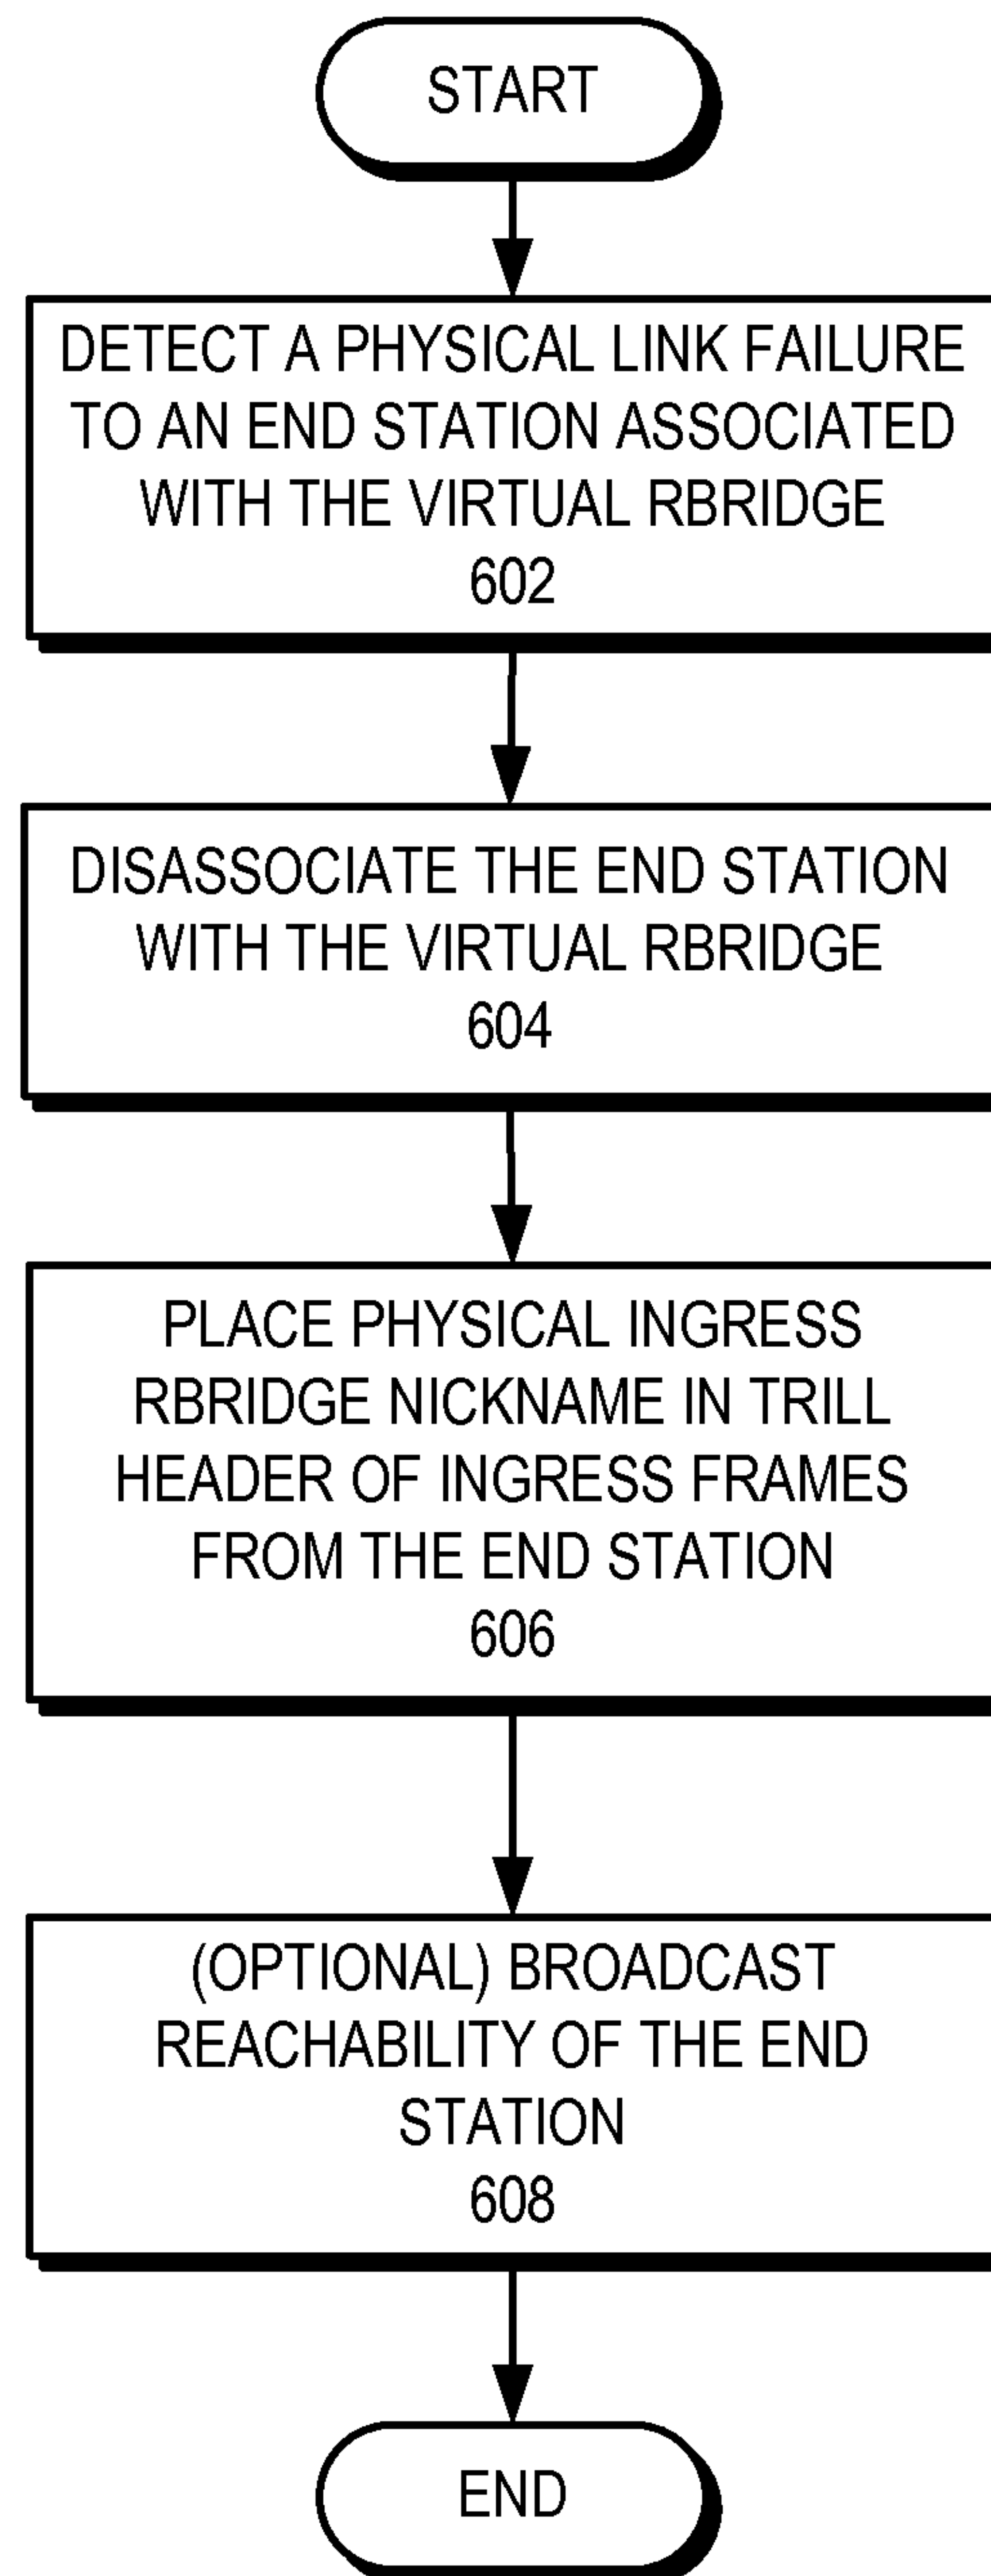 START
DETECT A PHYSICAL LINK FAILURE
TO AN END STATION ASSOCIATED
WITH THE VIRTUAL RBRIDGE
602
DISASSOCIATE THE END STATION
WITH THE VIRTUAL RBRIDGE
604
PLACE PHYSICAL INGRESS
RBRIDGE NICKNAME IN TRILL
HEADER OF INGRESS FRAMES
FROM THE END STATION
606
(OPTIONAL) BROADCAST
REACHABILITY OF THE END
STATION
608
END